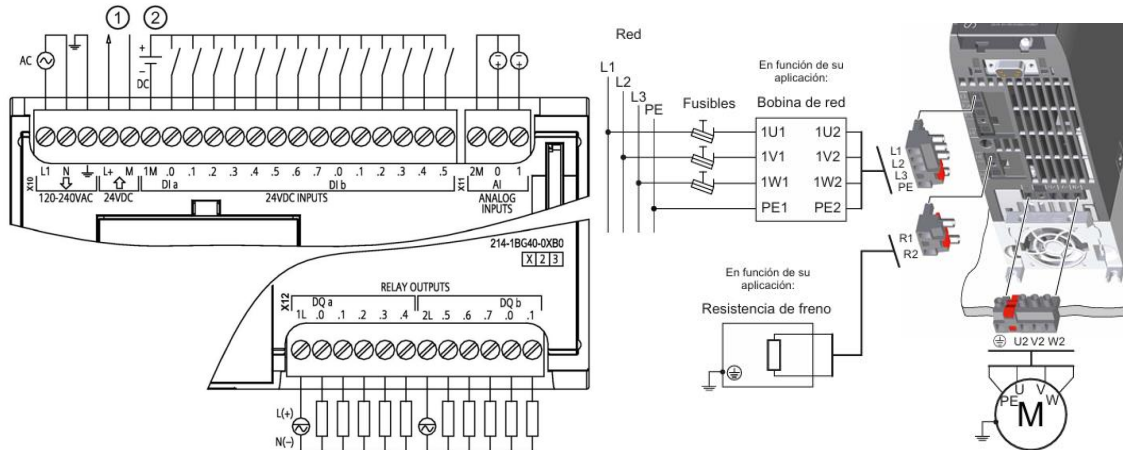 ① ②
AC
+
−
DC
X10
L1 N L+ M 1M .0 .1 .2 .3 .4 .5 .6 .7 .0 .1 .2 .3 .4 .5
120-240VAC 24VDC
DI a DI b
24VDC INPUTS
X11
2M 0 1
AI
ANALOG
INPUTS
214-1BG40-0XB0
X 2 3
RELAY OUTPUTS
X12
DQ a DQ b
1L .0 .1 .2 .3 .4 2L .5 .6 .7 .0 .1
L(+)
N(−)
Red
L1
L2
L3
PE
Fusibles
En función de su
aplicación:
Bobina de red
1U1 1U2
1V1 1V2
1W1 1W2
PE1 PE2
L1
L2
L3
PE
R1
R2
En función de su
aplicación:
Resistencia de freno
U2 V2 W2
U V
PE W
M